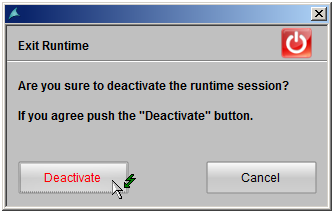 Exit Runtime
Are you sure to deactivate the runtime session?
If you agree push the "Deactivate" button.
Deactivate
Cancel